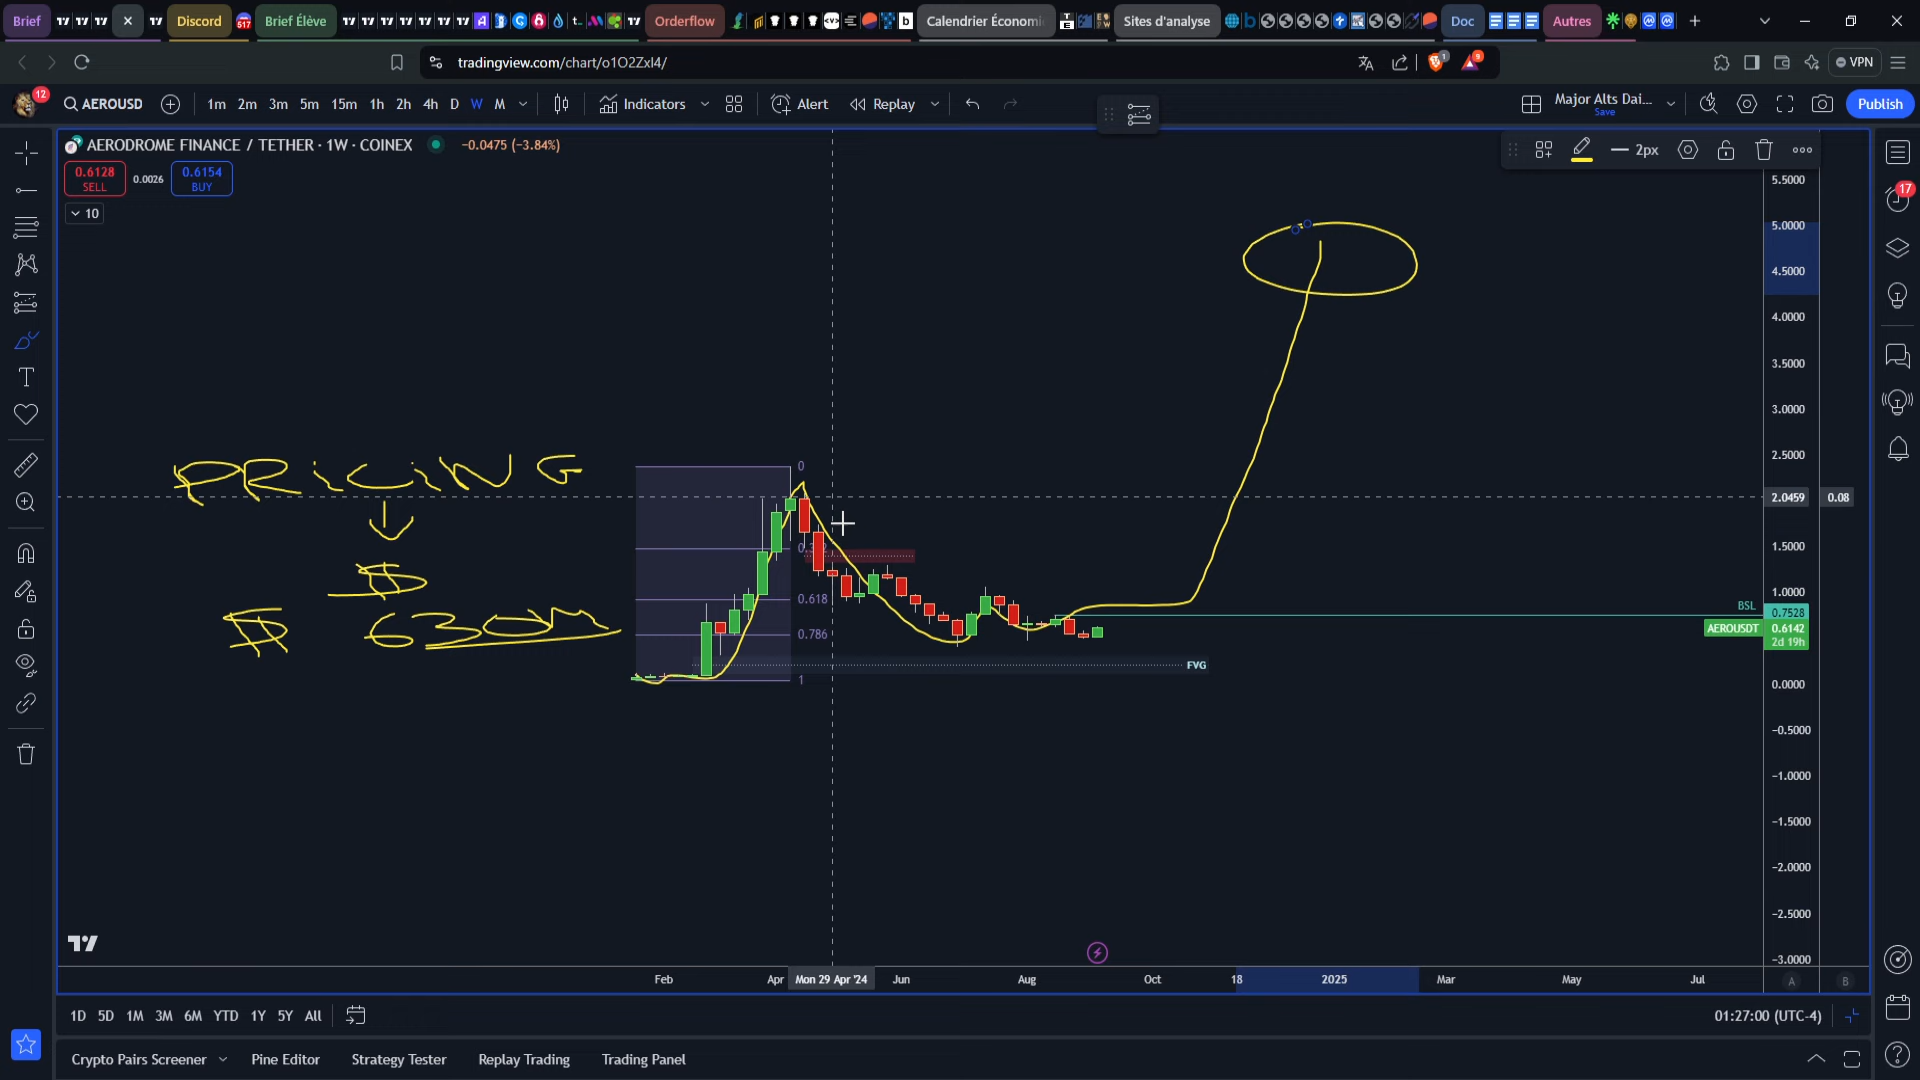 Brief Discord 517 Brief Élève Orderflow Calendrier Économi Sites d'analyse Doc Autres
tradingview.com/chart/o1O2Zxl4/ 1 9 VPN
12 AEROUSD 1m 2m 3m 5m 15m 1h 2h 4h D W M Indicators Alert Replay Major Alts Dai... Save Publish
AERODROME FINANCE / TETHER · 1W · COINEX −0.0475 (−3.84%)
2px
0.6128 SELL 0.0026 0.6154 BUY
10
17
5.5000
5.0000
4.5000
4.0000
3.5000
3.0000
2.5000
PRiCiNG
0
2.0459 0.08
1.5000
1.0000
0.618
BSL 0.7528
$
$ 630M
0.786
AEROUSDT 0.6142
2d 19h
FVG
1
0.0000
−0.5000
−1.0000
−1.5000
−2.0000
−2.5000
−3.0000
Feb Apr Mon 29 Apr '24 Jun Aug Oct 18 2025 Mar May Jul A B
1D 5D 1M 3M 6M YTD 1Y 5Y All 01:27:00 (UTC-4)
Crypto Pairs Screener Pine Editor Strategy Tester Replay Trading Trading Panel